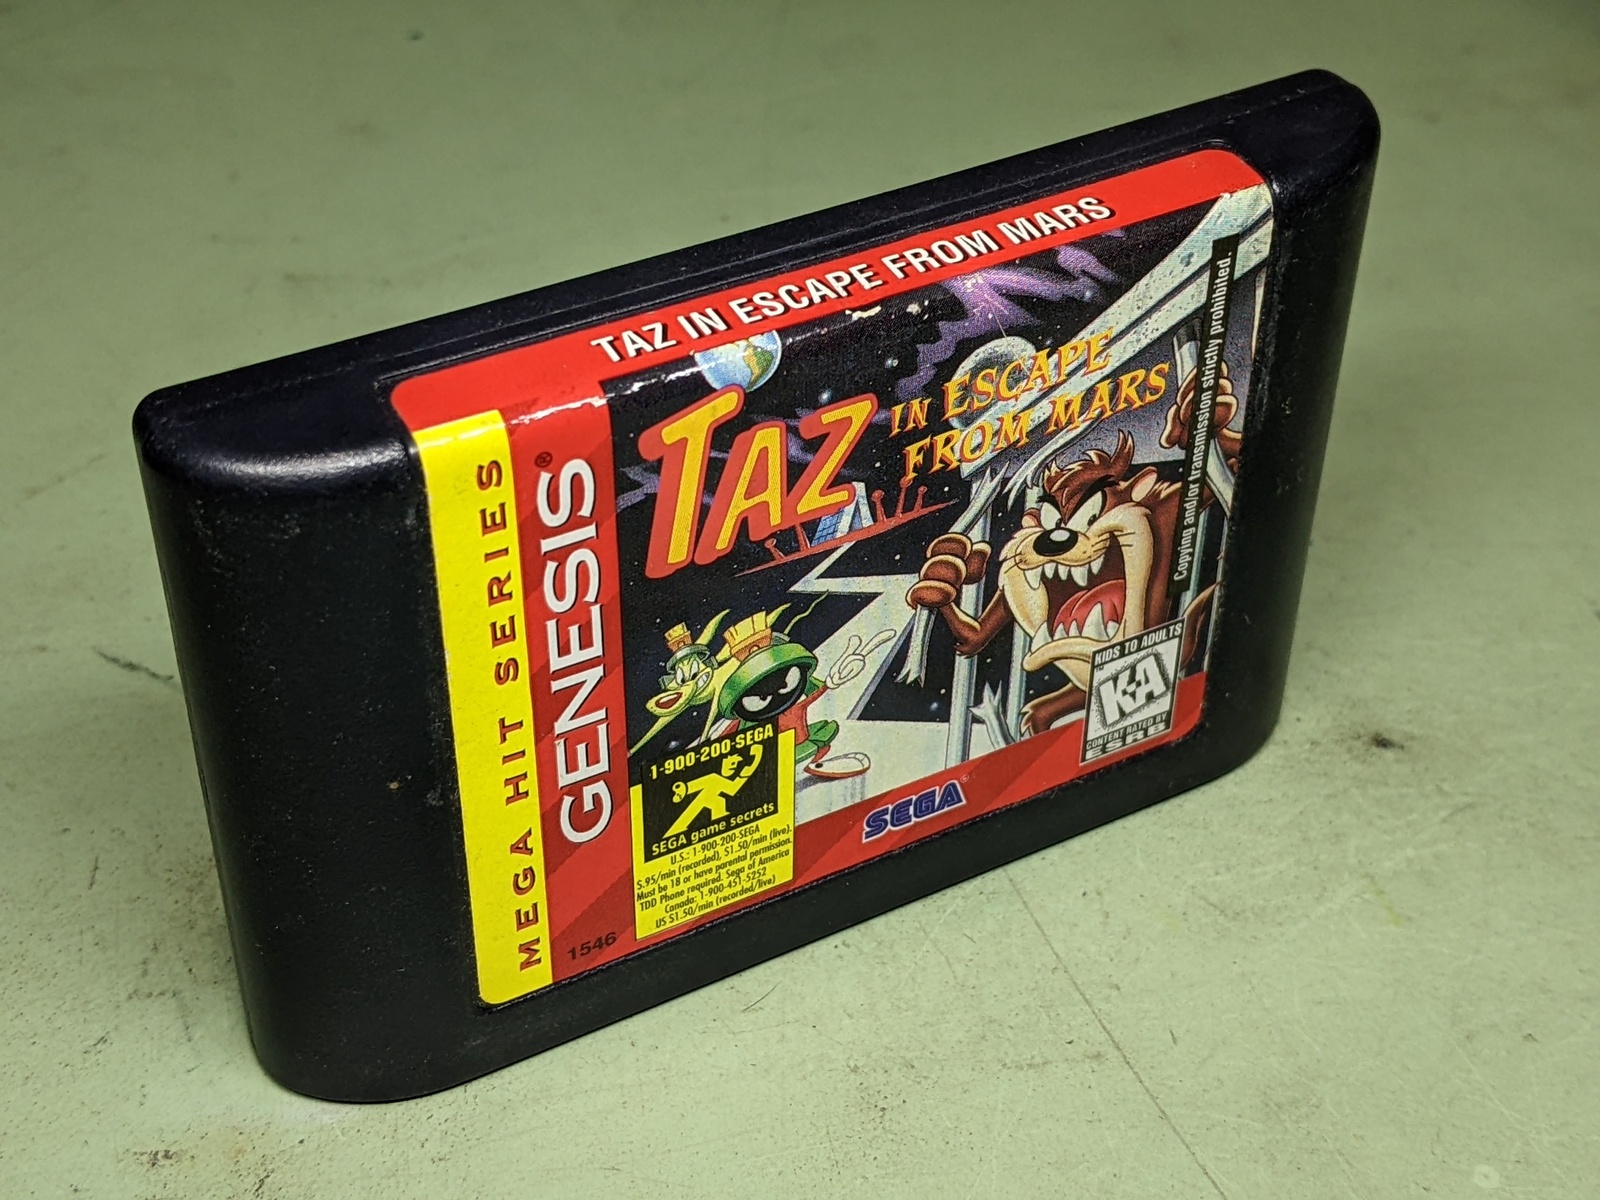 TAZ IN ESCAPE FROM MARS
MEGA HIT SERIES
GENESIS®
TAZ
IN ESCAPE
FROM MARS
Copying and/or transmission strictly prohibited.
KIDS TO ADULTS
K-A
CONTENT RATED BY
ESRB
1-900-200-SEGA
SEGA game secrets
U.S.: 1-900-200-SEGA
$.95/min (recorded), $1.50/min (live).
Must be 18 or have parental permission.
TDD Phone required. Sega of America
Canada: 1-900-451-5252
US $1.50/min (recorded/live)
SEGA
1546